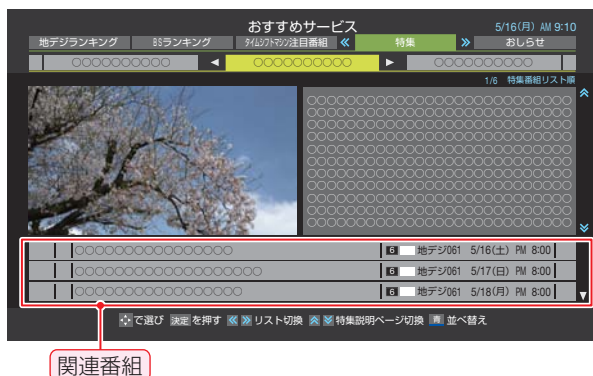 おすすめサービス
5/16(月) AM 9:10
地デジランキング BSランキング タイムシフトマシン注目番組 特集 おしらせ
○○○○○○○○○○ ◀ ○○○○○○○○○○ ▶ ○○○○○○○○○○
1/6 特集番組リスト順
○○○○○○○○○○○○○○○○○○○○○○
○○○○○○○○○○○○○○○○○○○○○○
○○○○○○○○○○○○○○○○○○○○○○
○○○○○○○○○○○○○○○○○○○○○○
○○○○○○○○○○○○○○○○○○○○○○
○○○○○○○○○○○○○○○○○○○○○○
○○○○○○○○○○○○○○○○○○○○○○
○○○○○○○○○○○○○○○○○○○○○○
○○○○○○○○○○○○○○○○○○○○○○
○○○○○○○○○○○○○○○○○○○○○○
○○○○○○○○○○○○○○○○○○○○○○
○○○○○○○○○○○○○○○○○ 6 地デジ061 5/16(土) PM 8:00
○○○○○○○○○○○○○○○○○○○○ 6 地デジ061 5/17(日) PM 8:00
○○○○○○○○○○○○○○○○○○ 6 地デジ061 5/18(月) PM 8:00
で選び 決定 を押す リスト切換 特集説明ページ切換 青 並べ替え
関連番組